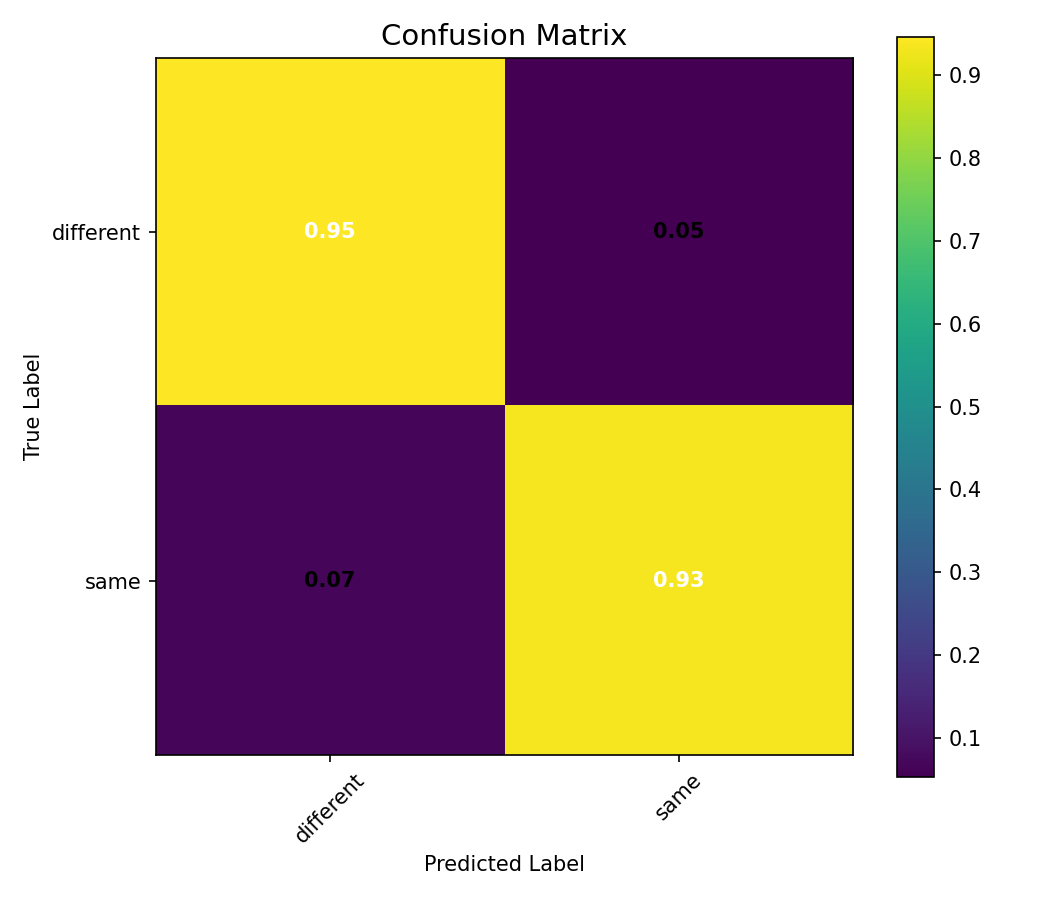 Confusion Matrix
different
0.95
0.05
same
0.07
0.93
True Label
different
same
Predicted Label
0.9
0.8
0.7
0.6
0.5
0.4
0.3
0.2
0.1